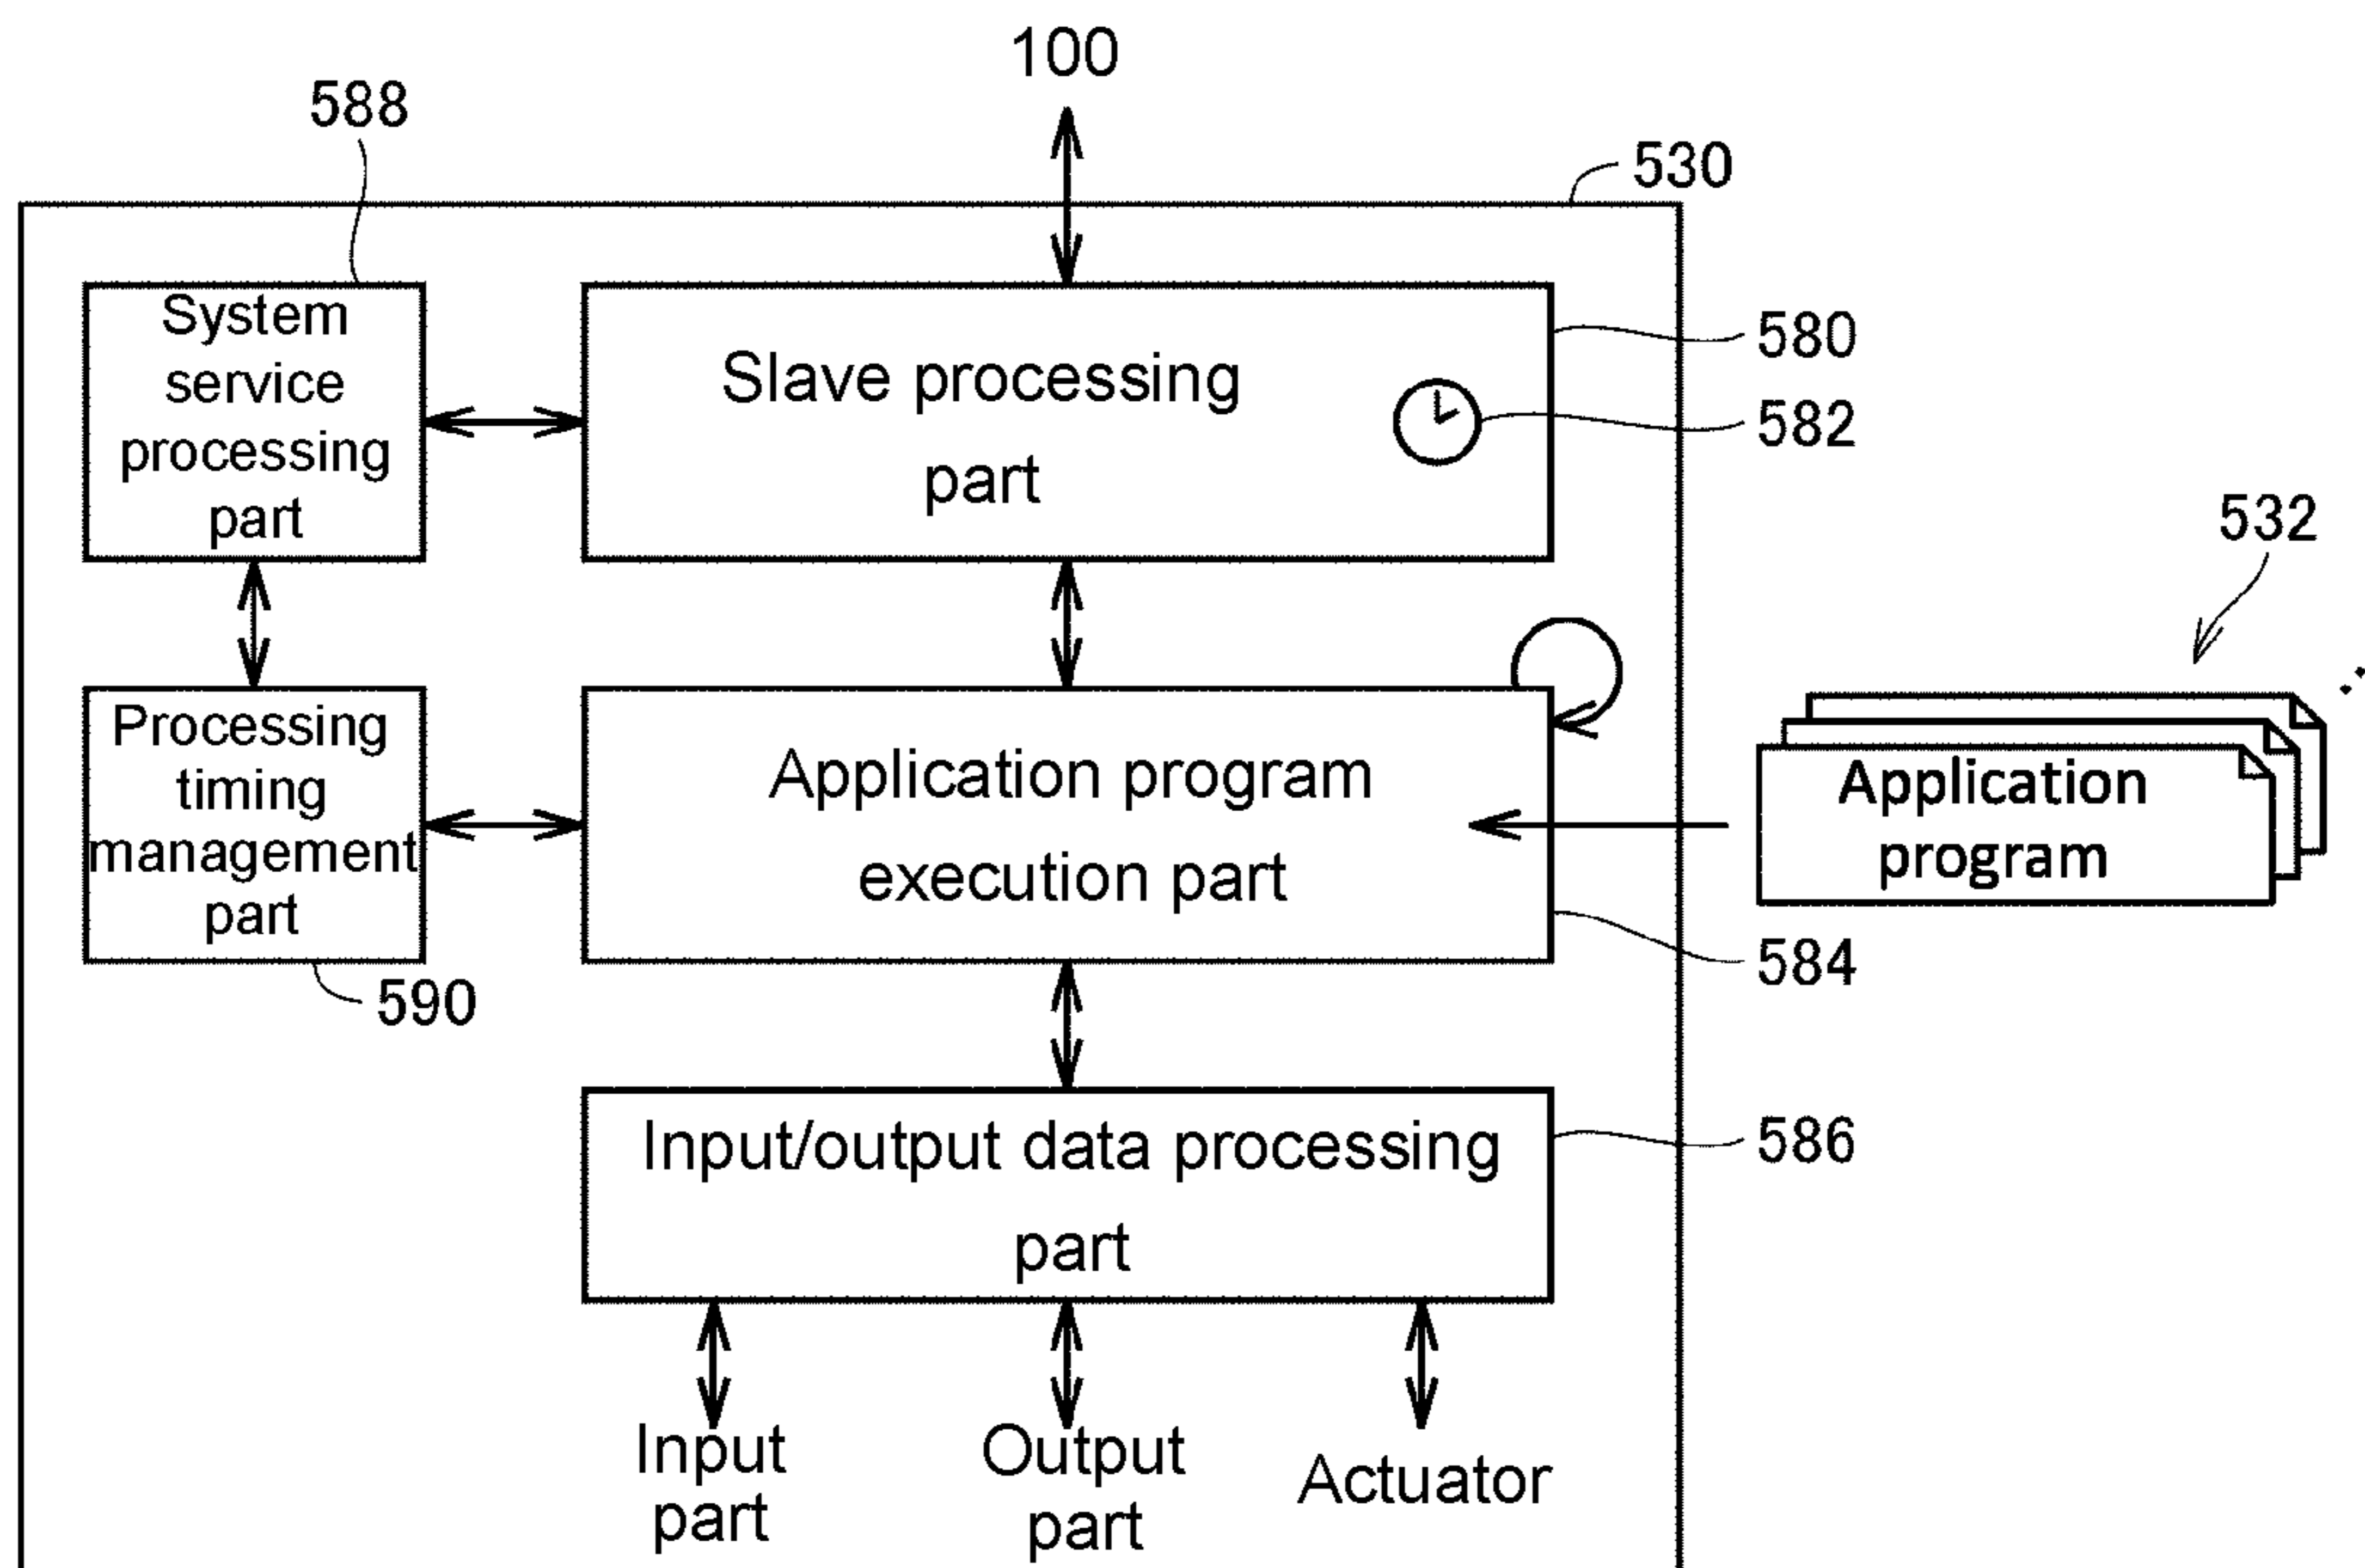 100
588
530
System
service
processing
part
Slave processing
part
580
582
532
Processing
timing
management
part
Application program
execution part
Application
program
584
590
Input/output data processing
part
586
Input
part
Output
part
Actuator